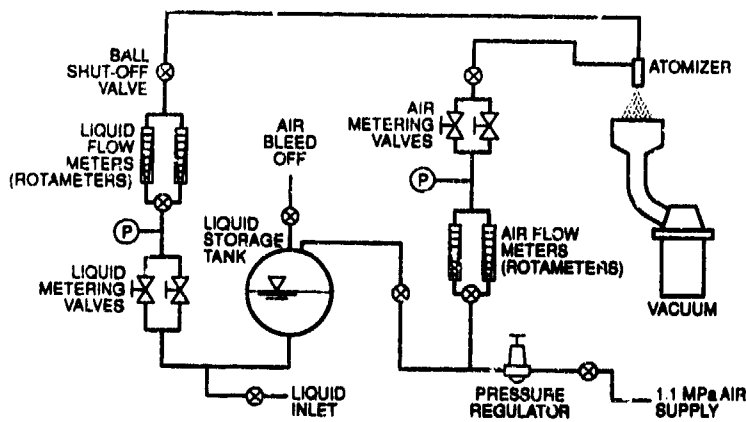 BALL
SHUT-OFF
VALVE
ATOMIZER
LIQUID
FLOW
METERS
(ROTAMETERS)
AIR
BLEED
OFF
AIR
METERING
VALVES
P
P
LIQUID
STORAGE
TANK
AIR FLOW
METERS
(ROTAMETERS)
LIQUID
METERING
VALVES
VACUUM
LIQUID
INLET
PRESSURE
REGULATOR
1.1 MPa AIR
SUPPLY